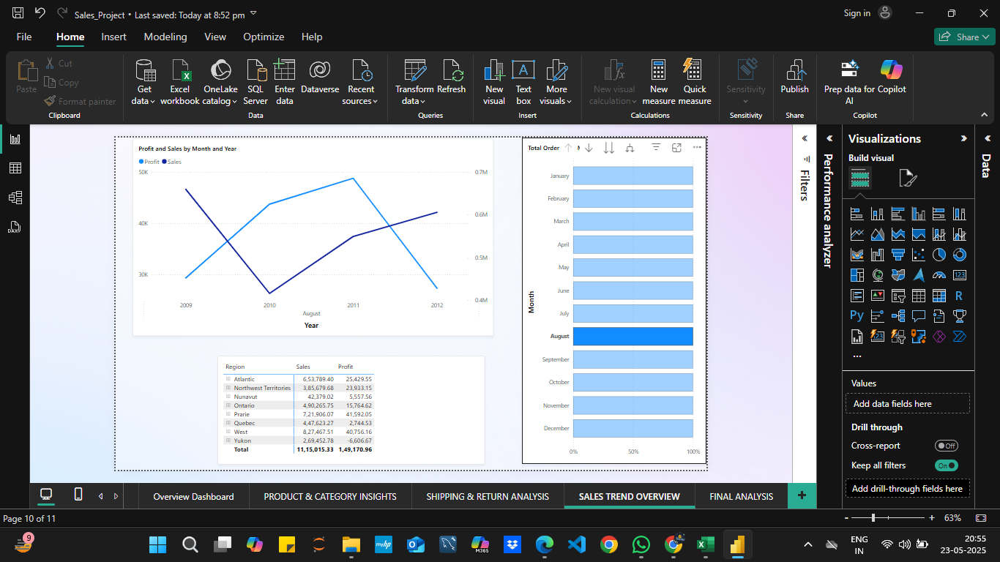 Sales_Project • Last saved: Today at 8:52 pm
Sign in
File Home Insert Modeling View Optimize Help
Share
Paste
Cut
Copy
Format painter
Clipboard
Get data
Excel workbook
OneLake catalog
SQL Server
Enter data
Dataverse
Recent sources
Data
Transform data
Refresh
Queries
New visual
Text box
More visuals
Insert
New visual calculation
New measure
Quick measure
Calculations
Sensitivity
Sensitivity
Publish
Share
Prep data for AI
Copilot
Copilot
Profit and Sales by Month and Year
Profit Sales
50K
40K
30K
0.7M
0.6M
0.5M
0.4M
2009 2010 2011 2012
August
Year
Region Sales Profit
Atlantic 6,53,789.40 25,429.55
Northwest Territories 3,85,679.68 23,933.15
Nunavut 42,379.02 5,557.56
Ontario 4,90,265.75 15,764.62
Prarie 7,21,906.07 41,592.05
Quebec 4,47,623.27 2,744.53
West 8,27,467.51 40,756.16
Yukon 2,69,452.78 -6,606.67
Total 11,15,015.33 1,49,170.96
Total Order
Month
January
February
March
April
May
June
July
August
September
October
November
December
0% 50% 100%
Filters
Performance analyzer
Visualizations
Build visual
123
R
Py
...
Values
Add data fields here
Drill through
Cross-report Off
Keep all filters On
Add drill-through fields here
Data
Overview Dashboard
PRODUCT & CATEGORY INSIGHTS
SHIPPING & RETURN ANALYSIS
SALES TREND OVERVIEW
FINAL ANALYSIS
+
Page 10 of 11
- + 63%
9
myhp
M365
ENG
IN
20:55
23-05-2025